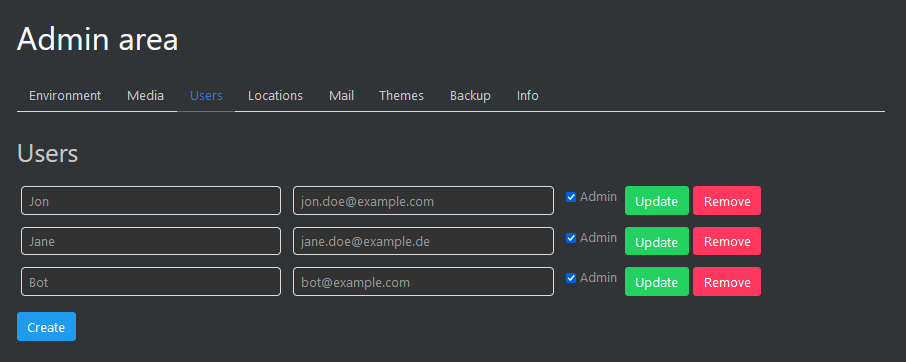 Admin area
Environment Media Users Locations Mail Themes Backup Info
Users
Jon jon.doe@example.com Admin Update Remove
Jane jane.doe@example.de Admin Update Remove
Bot bot@example.com Admin Update Remove
Create